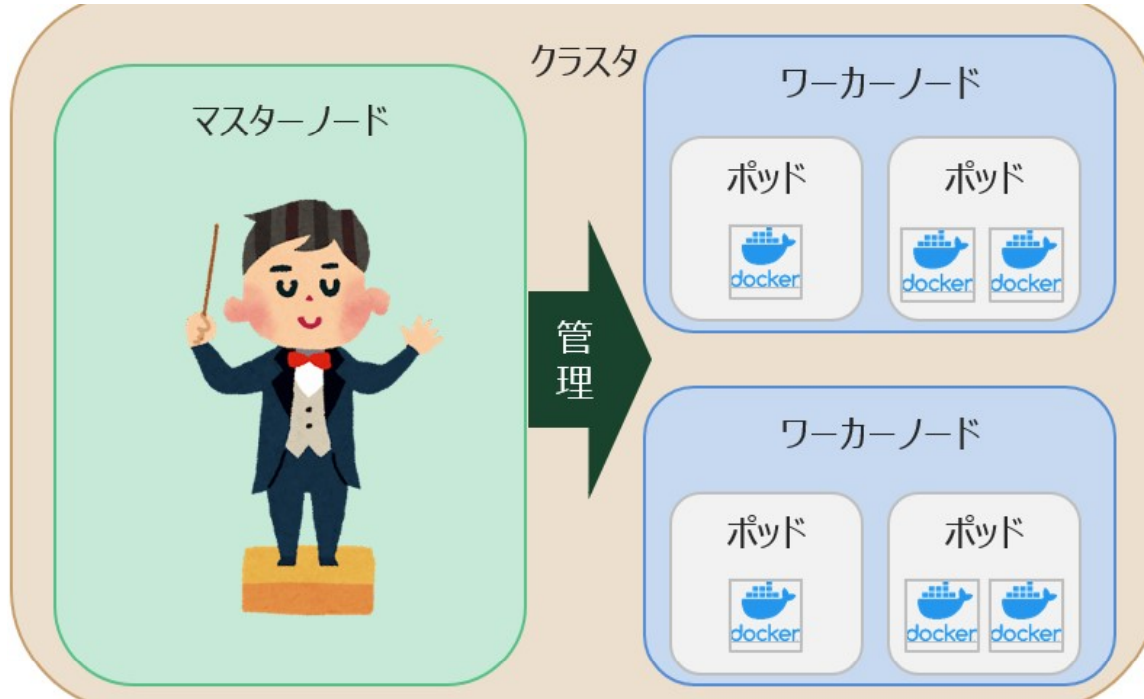 クラスタ
マスターノード
管
理
ワーカーノード
ポッド
docker
ポッド
docker
docker
ワーカーノード
ポッド
docker
ポッド
docker
docker